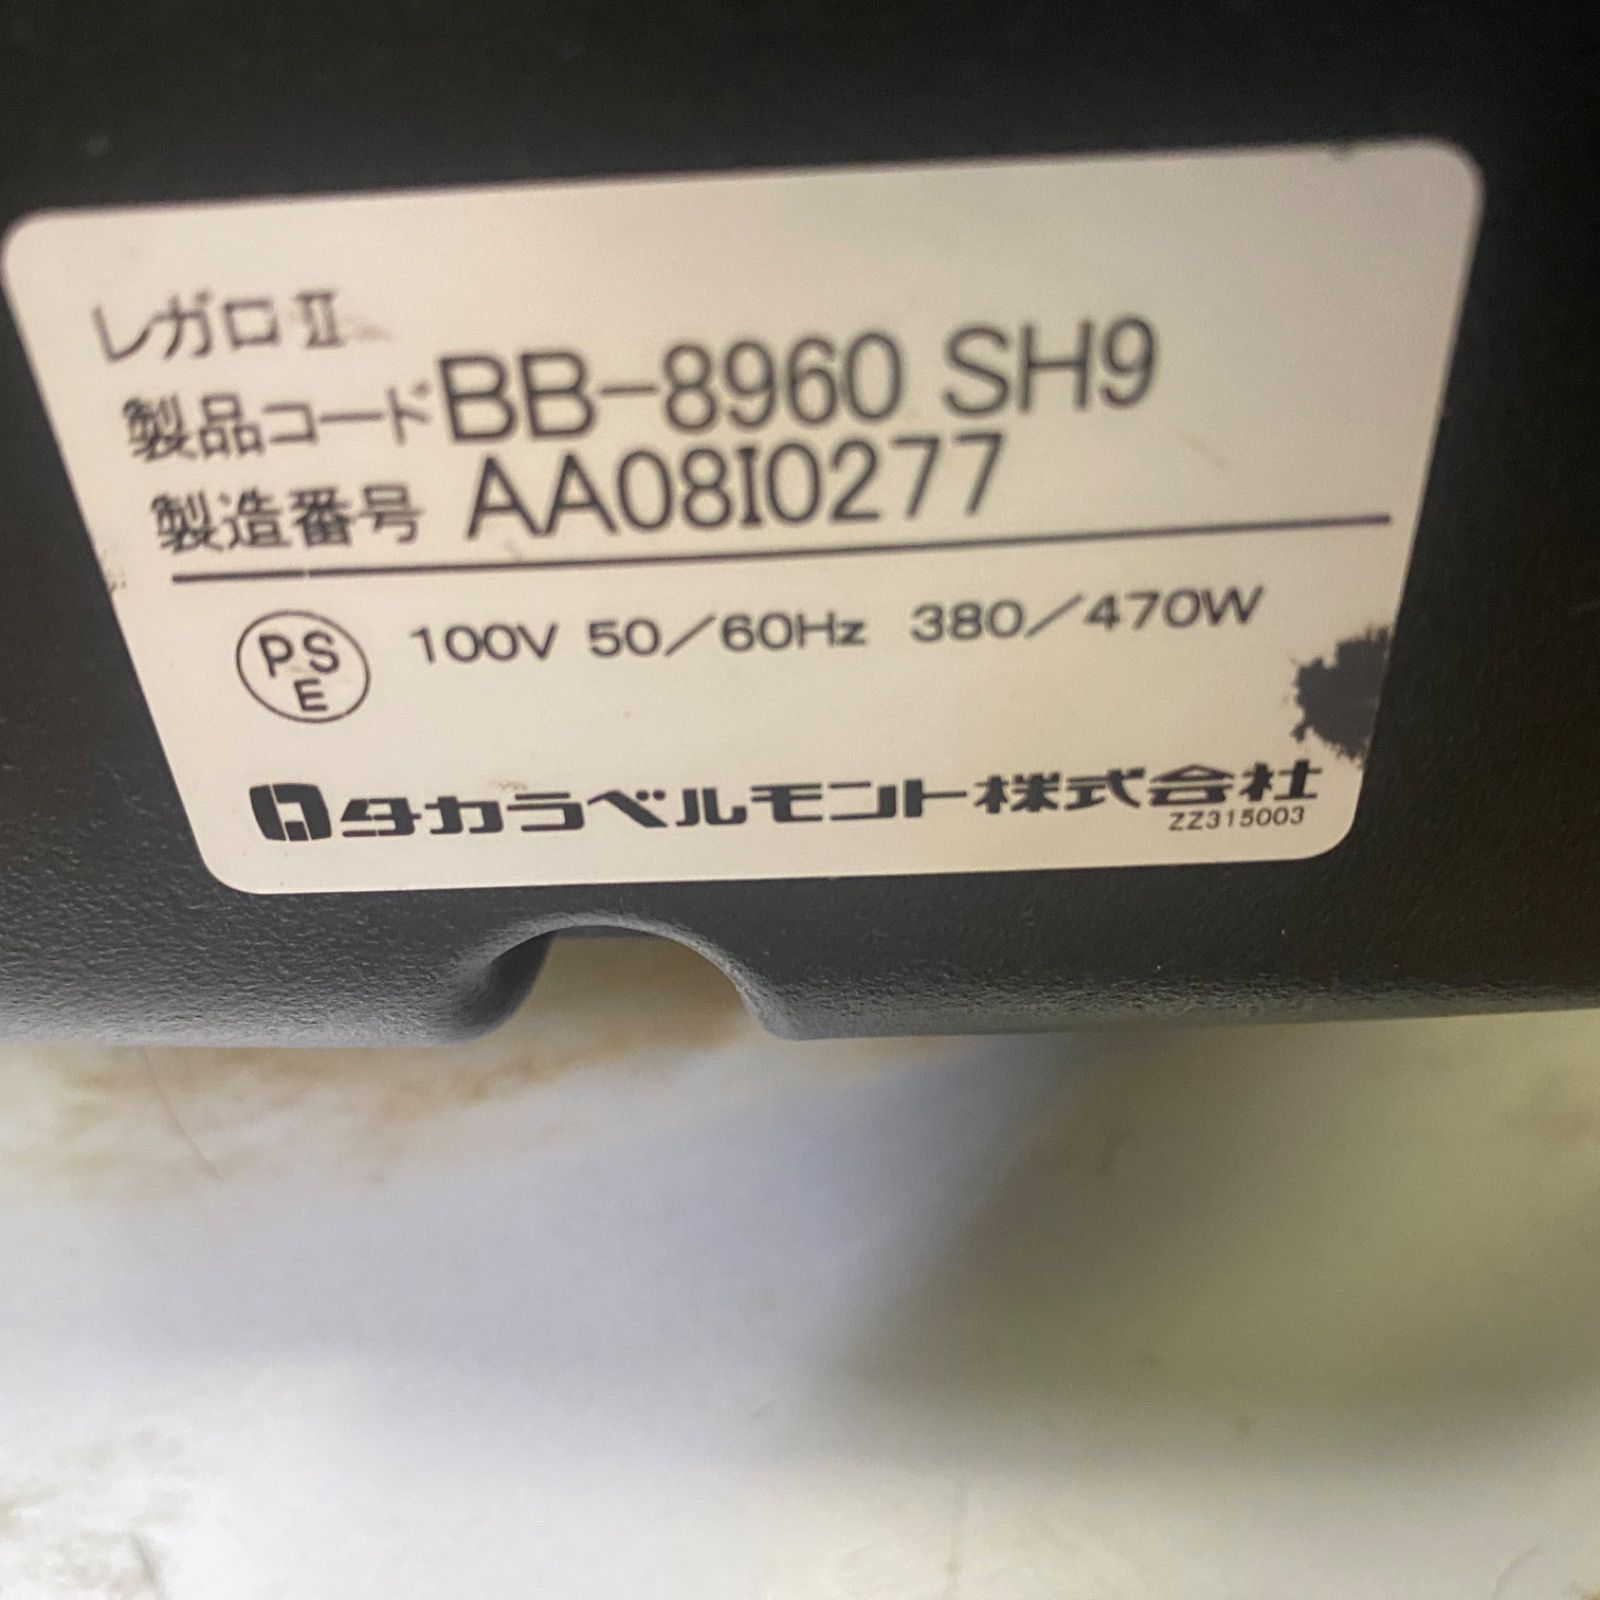 レガロⅡ
製品コード BB-8960 SH9
製造番号 AA08I0277
PSE 100V 50/60Hz 380/470W
タカラベルモント株式会社
ZZ315003